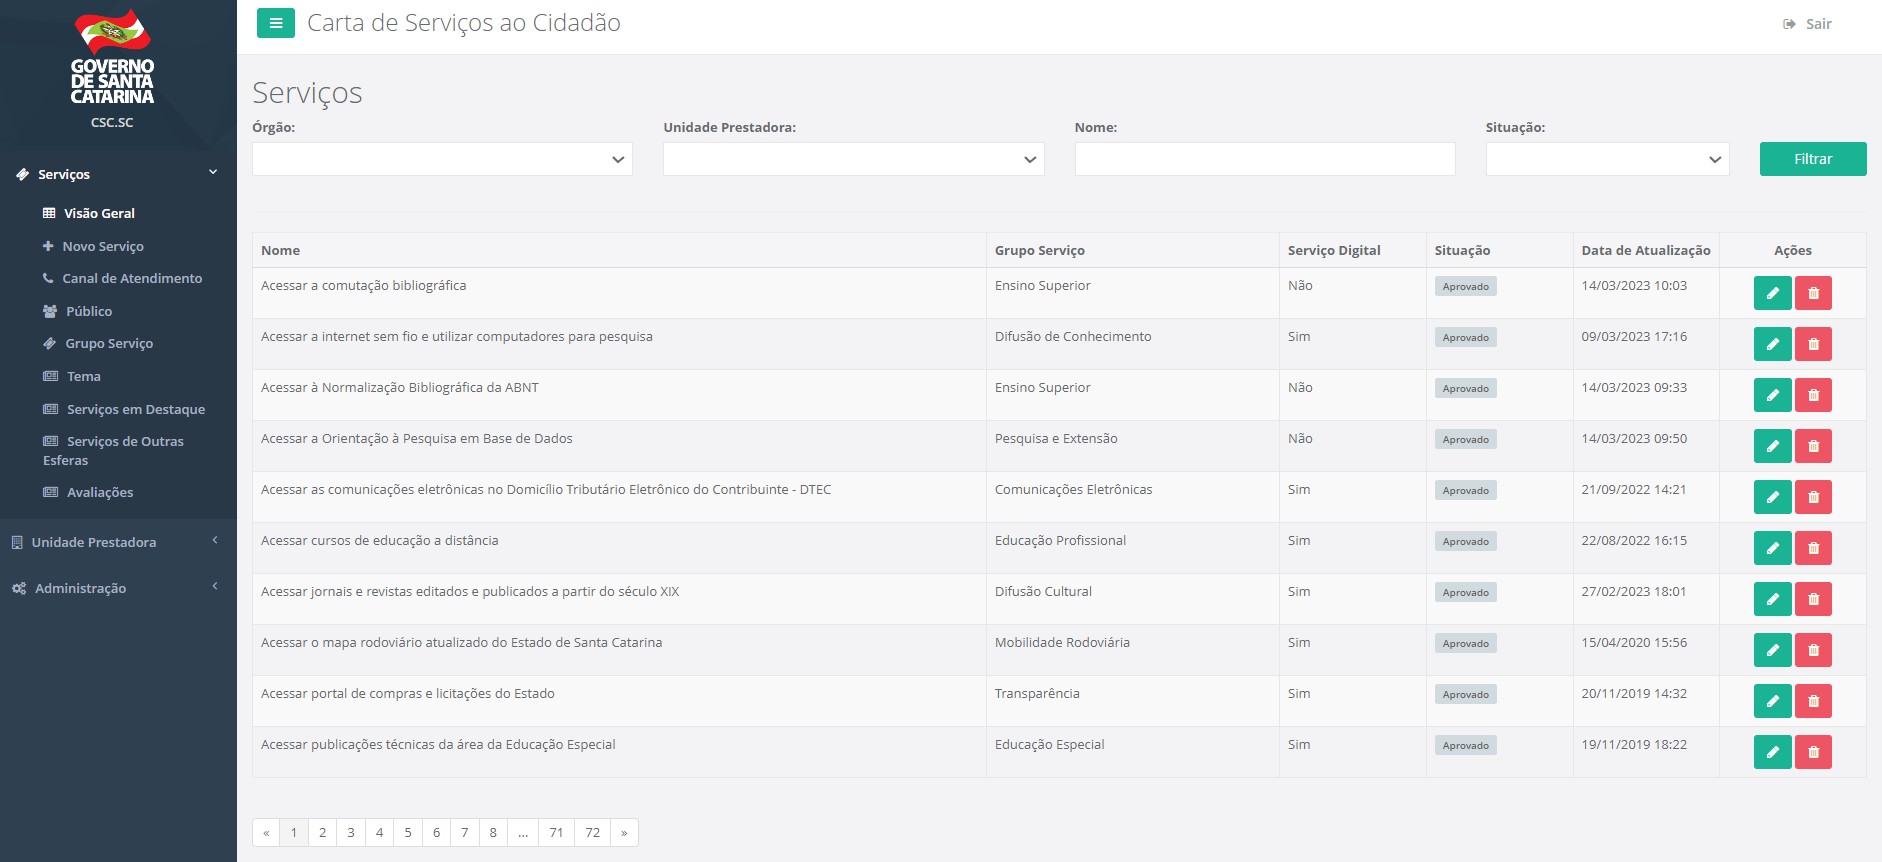 GOVERNO
DE SANTA
CATARINA
CSC.SC
Serviços
Visão Geral
Novo Serviço
Canal de Atendimento
Público
Grupo Serviço
Tema
Serviços em Destaque
Serviços de Outras
Esferas
Avaliações
Unidade Prestadora
Administração
Carta de Serviços ao Cidadão
Sair
Serviços
Órgão: Unidade Prestadora: Nome: Situação:
Filtrar
Nome Grupo Serviço Serviço Digital Situação Data de Atualização Ações
Acessar a comutação bibliográfica Ensino Superior Não Aprovado 14/03/2023 10:03
Acessar a internet sem fio e utilizar computadores para pesquisa Difusão de Conhecimento Sim Aprovado 09/03/2023 17:16
Acessar à Normalização Bibliográfica da ABNT Ensino Superior Não Aprovado 14/03/2023 09:33
Acessar a Orientação à Pesquisa em Base de Dados Pesquisa e Extensão Não Aprovado 14/03/2023 09:50
Acessar as comunicações eletrônicas no Domicílio Tributário Eletrônico do Contribuinte - DTEC Comunicações Eletrônicas Sim Aprovado 21/09/2022 14:21
Acessar cursos de educação a distância Educação Profissional Sim Aprovado 22/08/2022 16:15
Acessar jornais e revistas editados e publicados a partir do século XIX Difusão Cultural Sim Aprovado 27/02/2023 18:01
Acessar o mapa rodoviário atualizado do Estado de Santa Catarina Mobilidade Rodoviária Sim Aprovado 15/04/2020 15:56
Acessar portal de compras e licitações do Estado Transparência Sim Aprovado 20/11/2019 14:32
Acessar publicações técnicas da área da Educação Especial Educação Especial Sim Aprovado 19/11/2019 18:22
« 1 2 3 4 5 6 7 8 ... 71 72 »